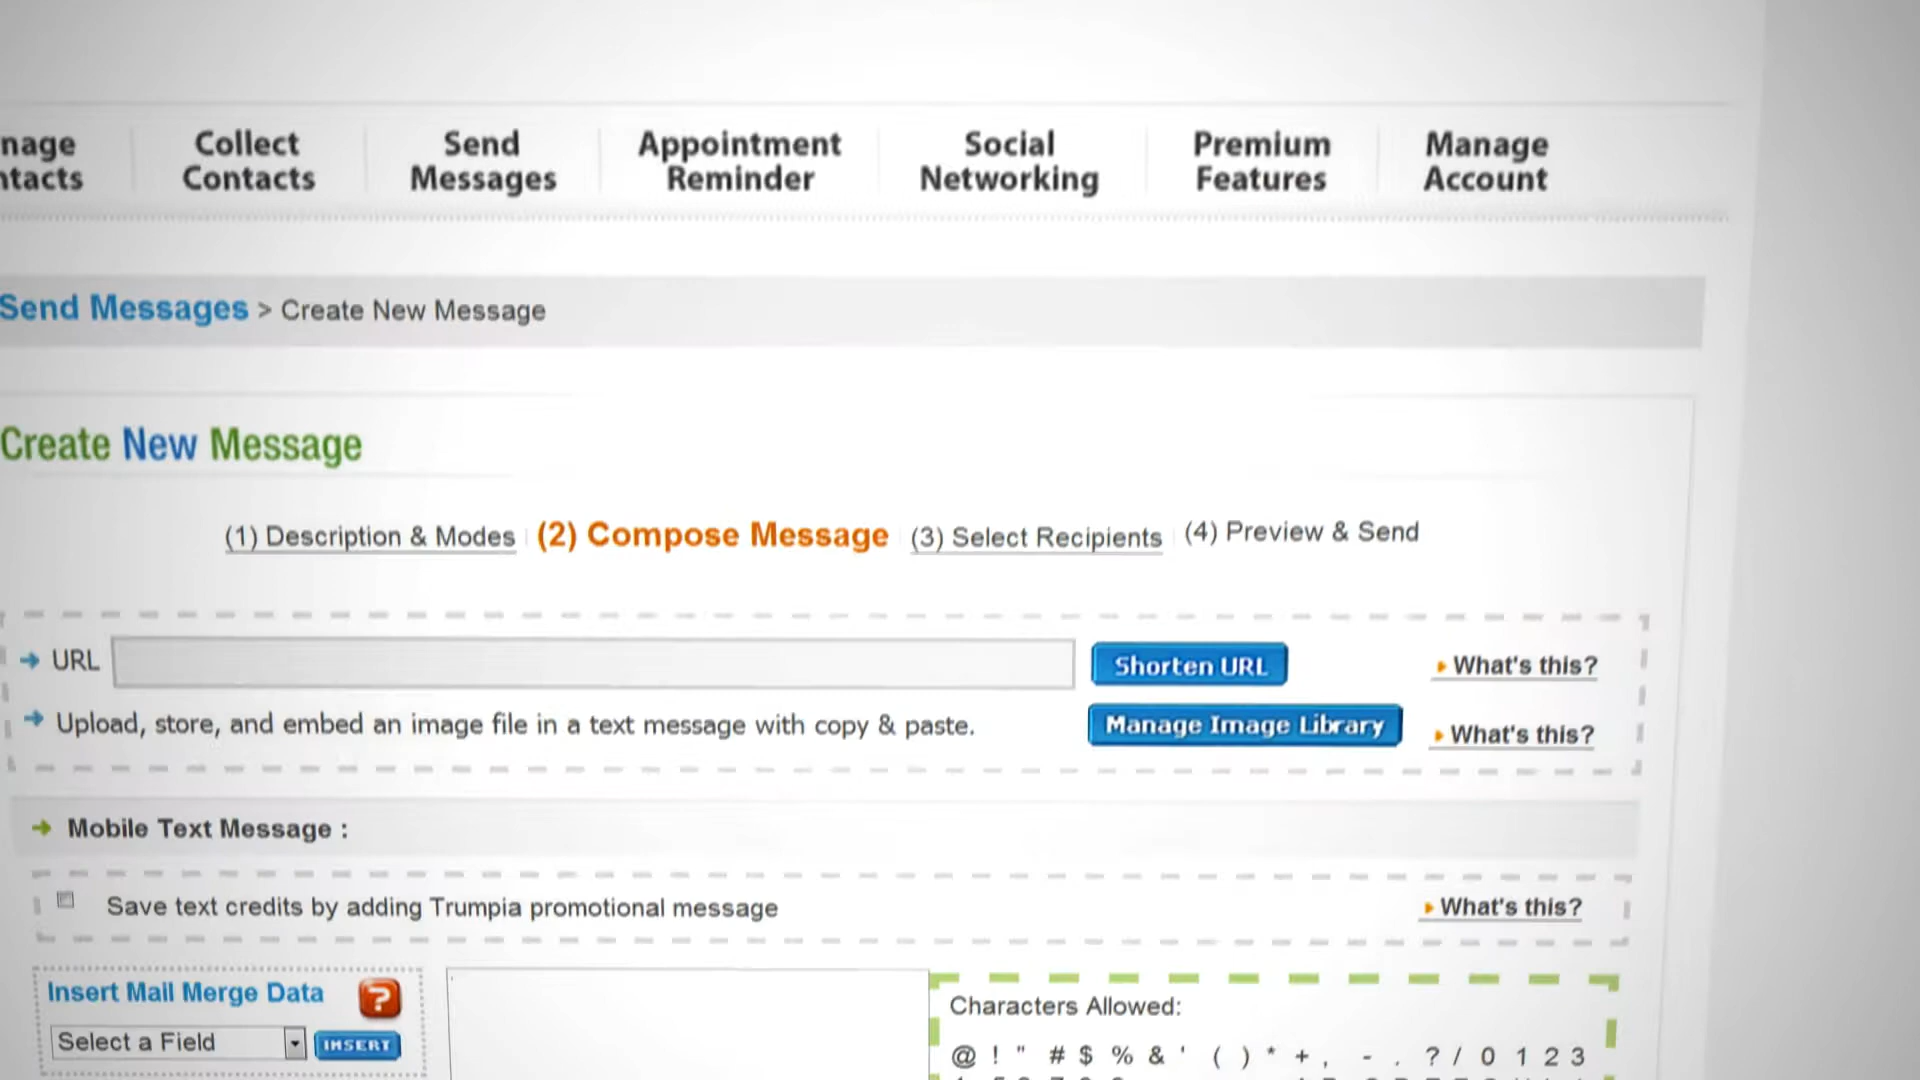 nage Collect Send Appointment Social Premium Manage
ntacts Contacts Messages Reminder Networking Features Account
Send Messages > Create New Message
Create New Message
(1) Description & Modes (2) Compose Message (3) Select Recipients (4) Preview & Send
URL Shorten URL What's this?
Upload, store, and embed an image file in a text message with copy & paste. Manage Image Library What's this?
Mobile Text Message :
Save text credits by adding Trumpia promotional message What's this?
Insert Mail Merge Data ?
Characters Allowed:
Select a Field INSERT
@ ! " # $ % & ' ( ) * + , - . ? / 0 1 2 3